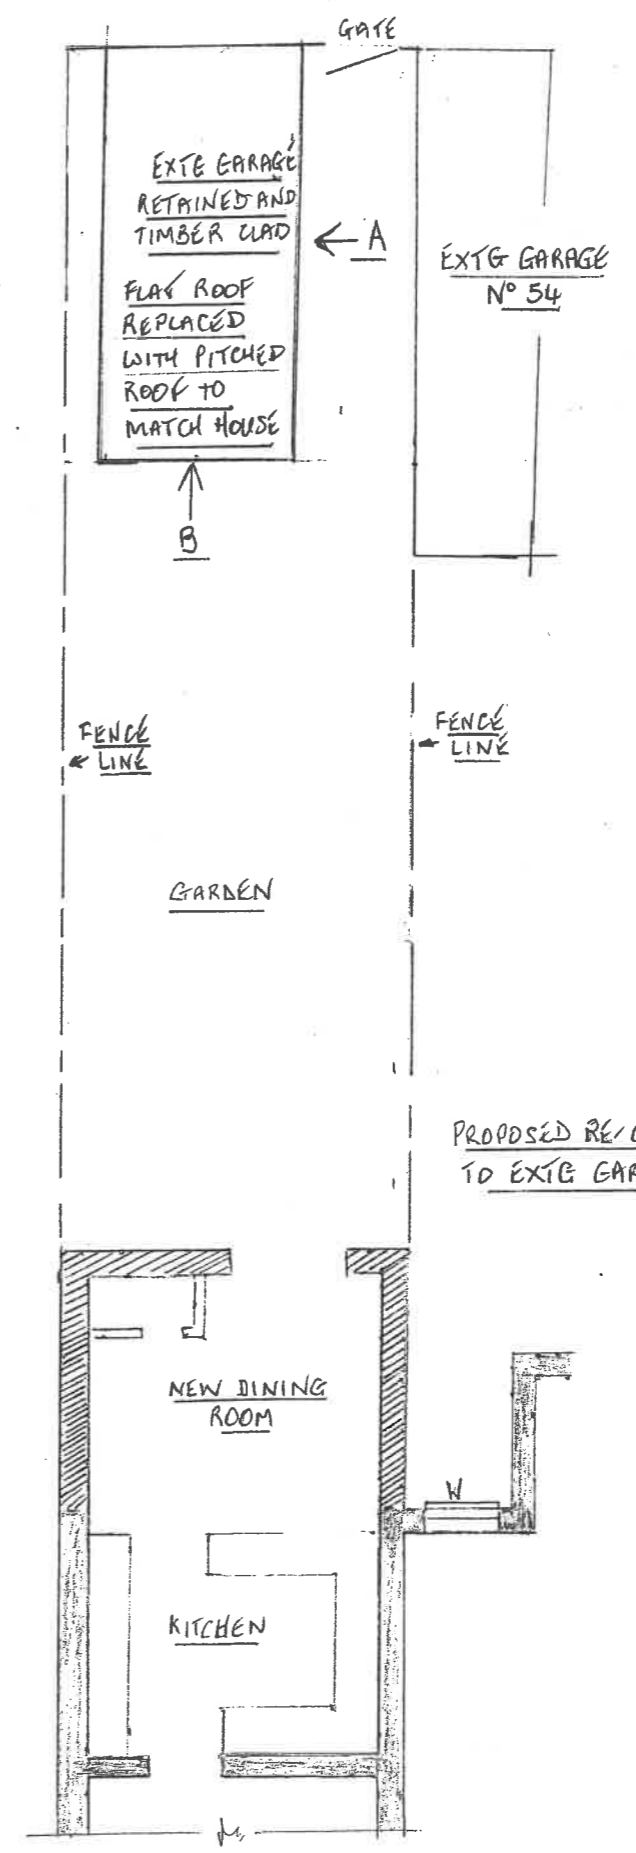 GATE
EXTG GARAGE
RETAINED AND
TIMBER CLAD
← A
FLAT ROOF
REPLACED
WITH PITCHED
ROOF TO
MATCH HOUSE
B
EXTG GARAGE
Nº 54
FENCE
LINE
FENCE
LINE
GARDEN
PROPOSED
TO EXTG GAR
NEW DINING
ROOM
W
KITCHEN